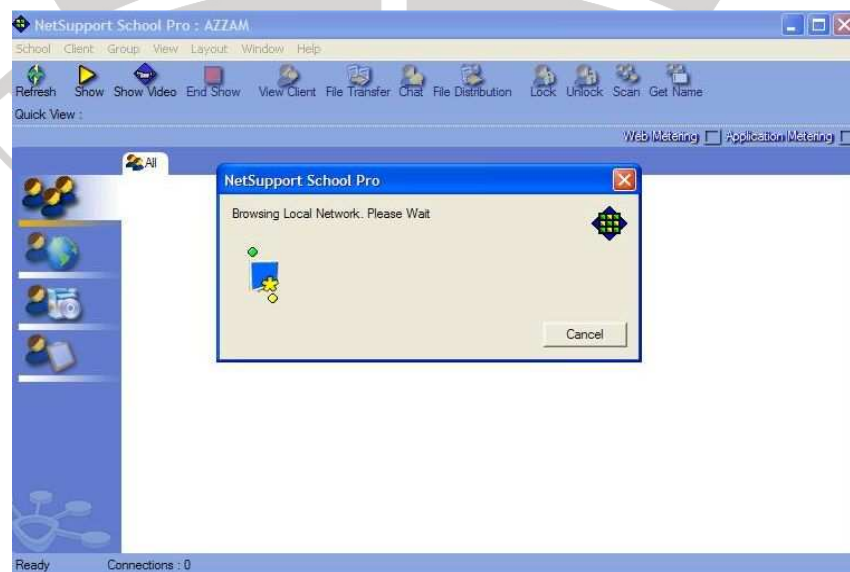 NetSupport School Pro : AZZAM
School Client Group View Layout Window Help
Refresh Show Show Video End Show View Client File Transfer Chat File Distribution Lock Unlock Scan Get Name
Quick View :
Web Metering Application Metering
All
NetSupport School Pro
Browsing Local Network. Please Wait
Cancel
Ready Connections : 0